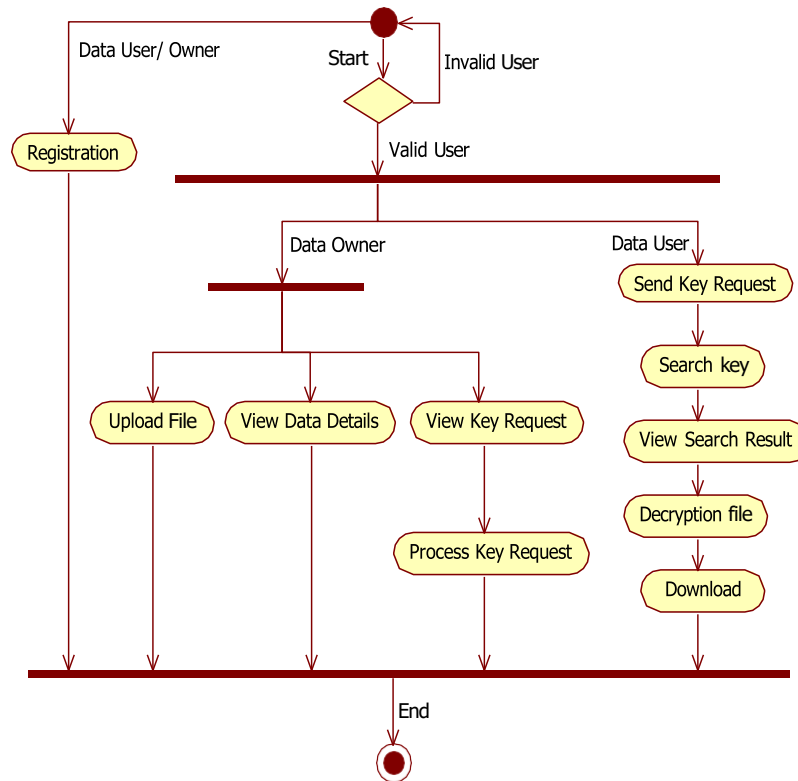 Data User/ Owner
Start
Invalid User
Registration
Valid User
Data Owner
Data User
Send Key Request
Search key
Upload File
View Data Details
View Key Request
View Search Result
Decryption file
Process Key Request
Download
End